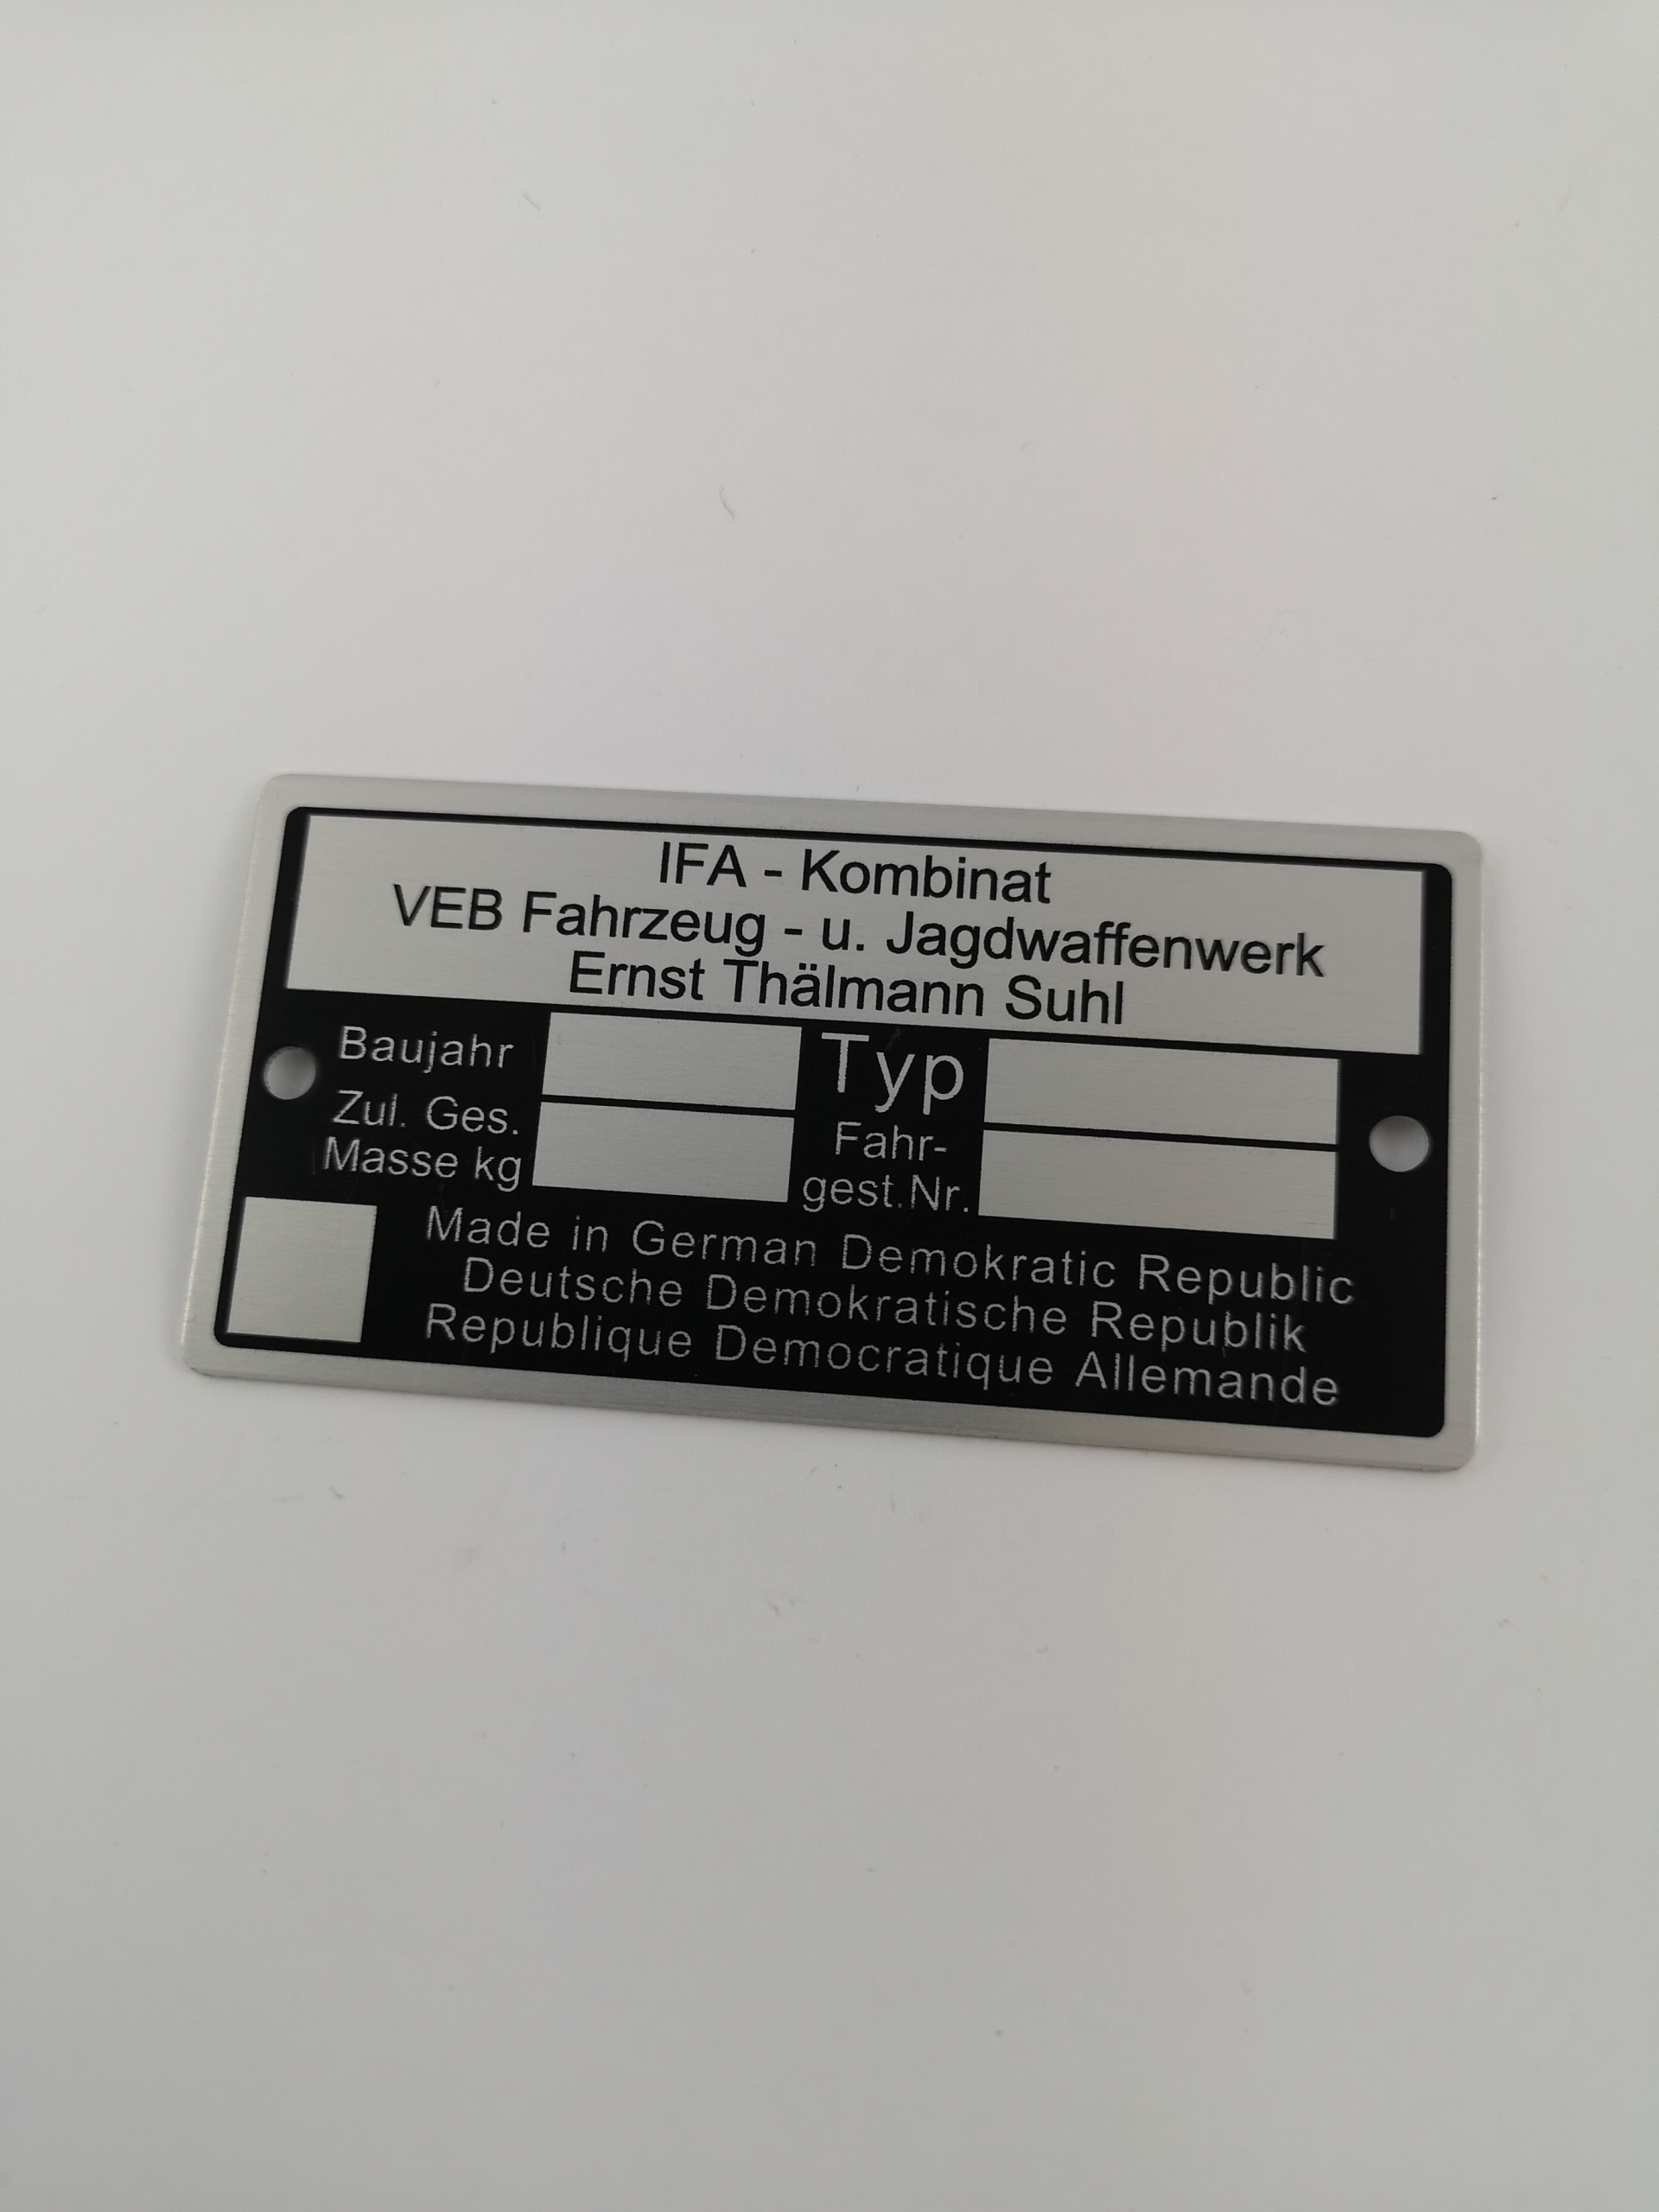 IFA - Kombinat
VEB Fahrzeug - u. Jagdwaffenwerk
Ernst Thälmann Suhl
Baujahr
Typ
Zul. Ges.
Masse kg
Fahr-
gest.Nr.
Made in German Demokratic Republic
Deutsche Demokratische Republik
Republique Democratique Allemande